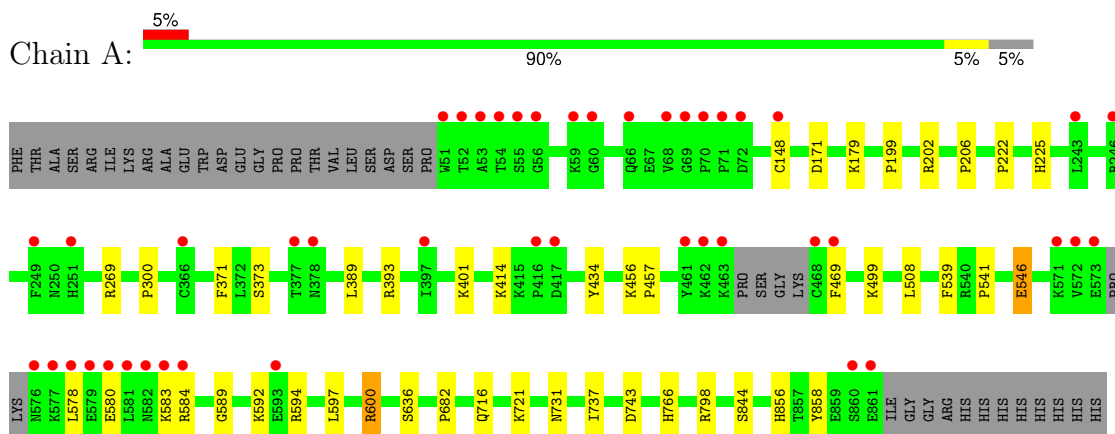 5%
Chain A:
90% 5% 5%
PHE THR ALA SER ARG ILE LYS ARG ALA GLU TRP ASP GLU GLY PRO PRO THR VAL LEU SER ASP SER PRO W51 T52 A53 T54 S55 G56 K59 G60 Q66 E67 V68 G69 P70 P71 D72 C148 D171 K179 P199 R202 P206 P222 H225 L243
F249 N250 H251 R269 P300 C366 F371 L372 S373 T377 N378 L389 R393 I397 K401 K414 K415 P416 D417 Y434 K456 P457 Y461 K462 K463 PRO SER GLY LYS C468 F469 K499 L508 F539 R540 P541 E546 K571 V572 E573 PRO
LYS N576 K577 L578 E579 E580 L581 N582 K583 R584 G589 K592 E593 R594 L597 R600 S636 P682 Q716 K721 N731 I737 D743 H766 R798 S844 H856 T857 Y858 E859 S860 E861 ILE GLY GLY ARG HIS HIS HIS HIS HIS HIS